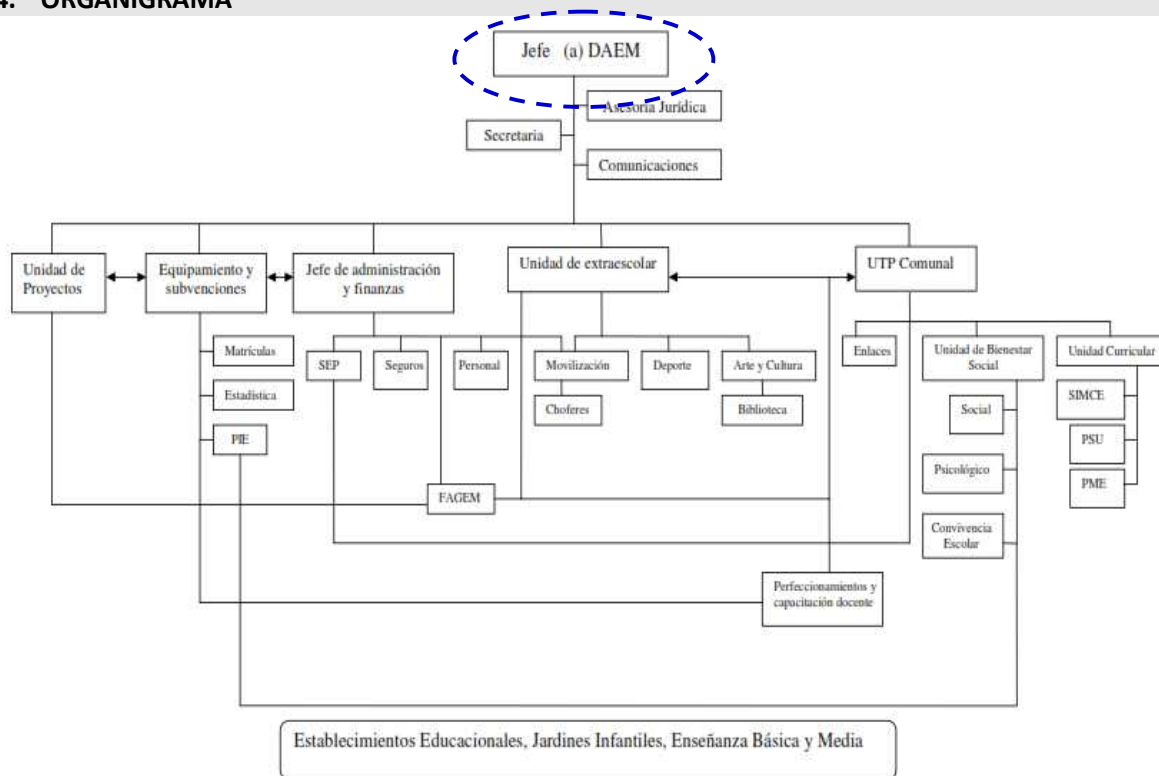 4. ORGANIGRAMA
Jefe (a) DAEM
Asesoría Jurídica
Secretaria
Comunicaciones
Unidad de
Proyectos
Equipamiento y
subvenciones
Jefe de administración
y finanzas
Unidad de extraescolar
UTP Comunal
Matrículas
Estadística
PIE
SEP
Seguros
Personal
Movilización
Deporte
Arte y Cultura
Choferes
Biblioteca
Enlaces
Unidad de Bienestar
Social
Unidad Curricular
Social
SIMCE
PSU
Psicológico
PME
Convivencia
Escolar
FAGEM
Perfeccionamientos y
capacitación docente
Establecimientos Educacionales, Jardines Infantiles, Enseñanza Básica y Media